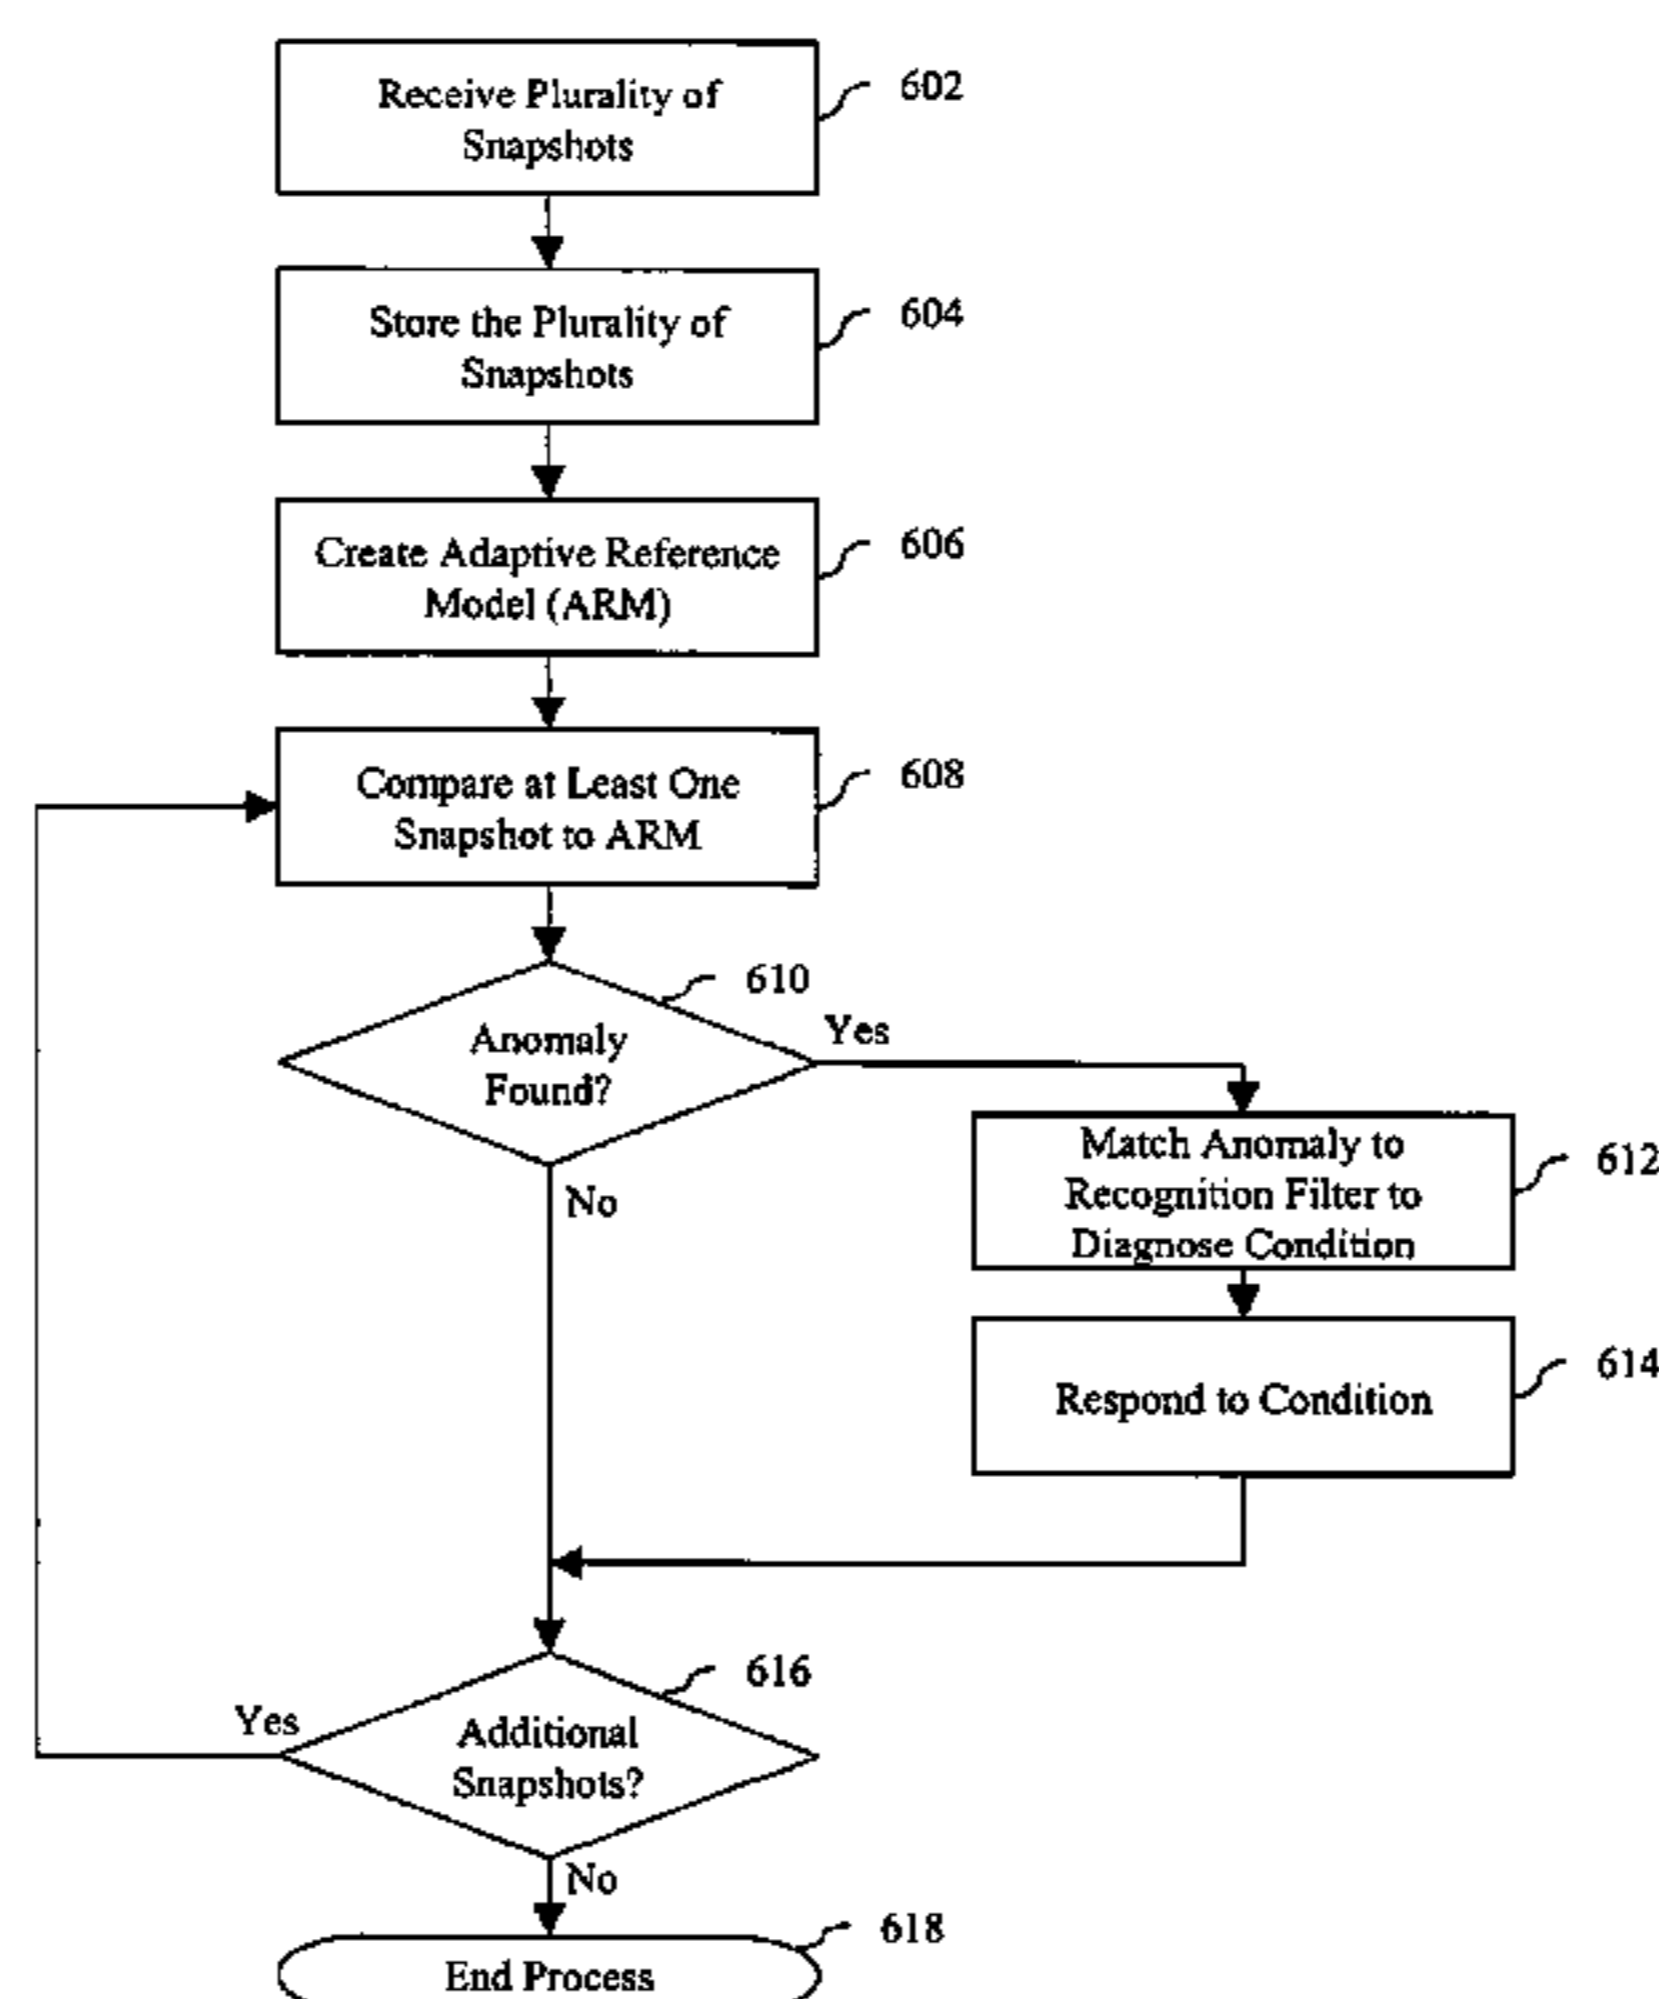 Receive Plurality of
Snapshots
602
Store the Plurality of
Snapshots
604
Create Adaptive Reference
Model (ARM)
606
Compare at Least One
Snapshot to ARM
608
610
Anomaly
Found?
Yes
No
Match Anomaly to
Recognition Filter to
Diagnose Condition
612
Respond to Condition
614
616
Additional
Snapshots?
Yes
No
618
End Process